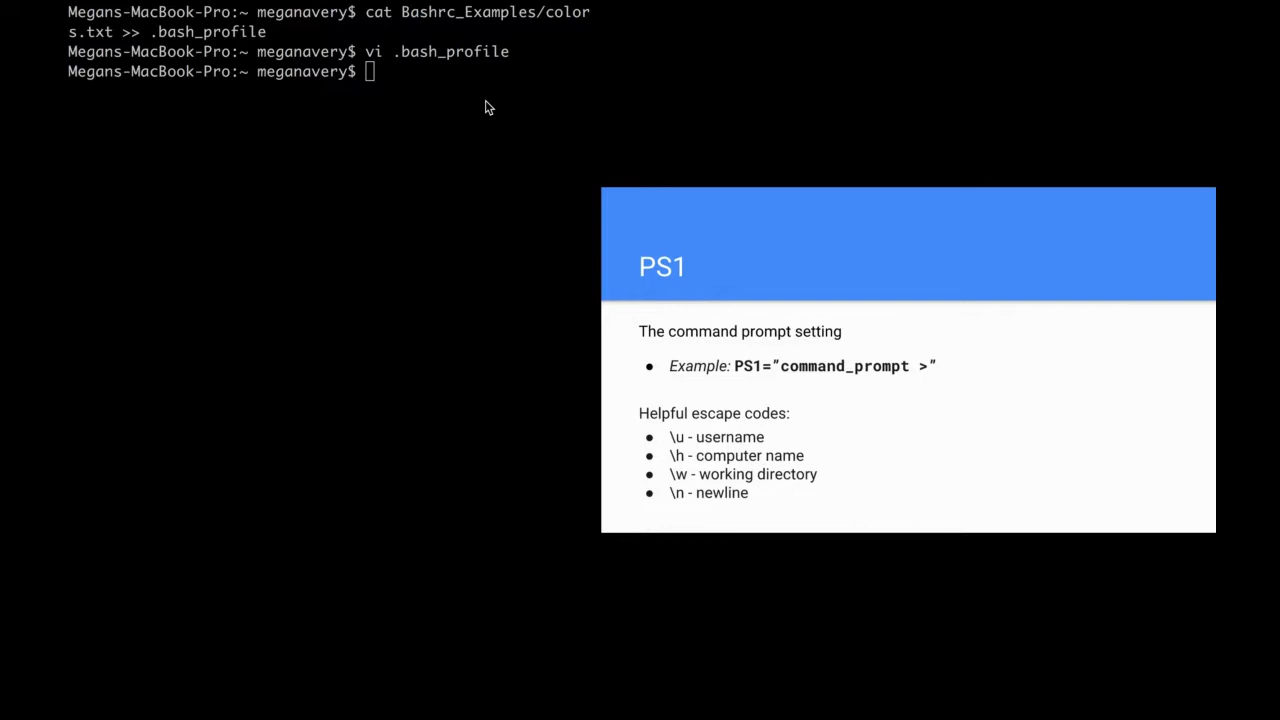 Megans-MacBook-Pro:~ meganavery$ cat Bashrc_Examples/color
s.txt >> .bash_profile
Megans-MacBook-Pro:~ meganavery$ vi .bash_profile
Megans-MacBook-Pro:~ meganavery$
PS1
The command prompt setting
● Example: PS1="command_prompt >"
Helpful escape codes:
● \u - username
● \h - computer name
● \w - working directory
● \n - newline